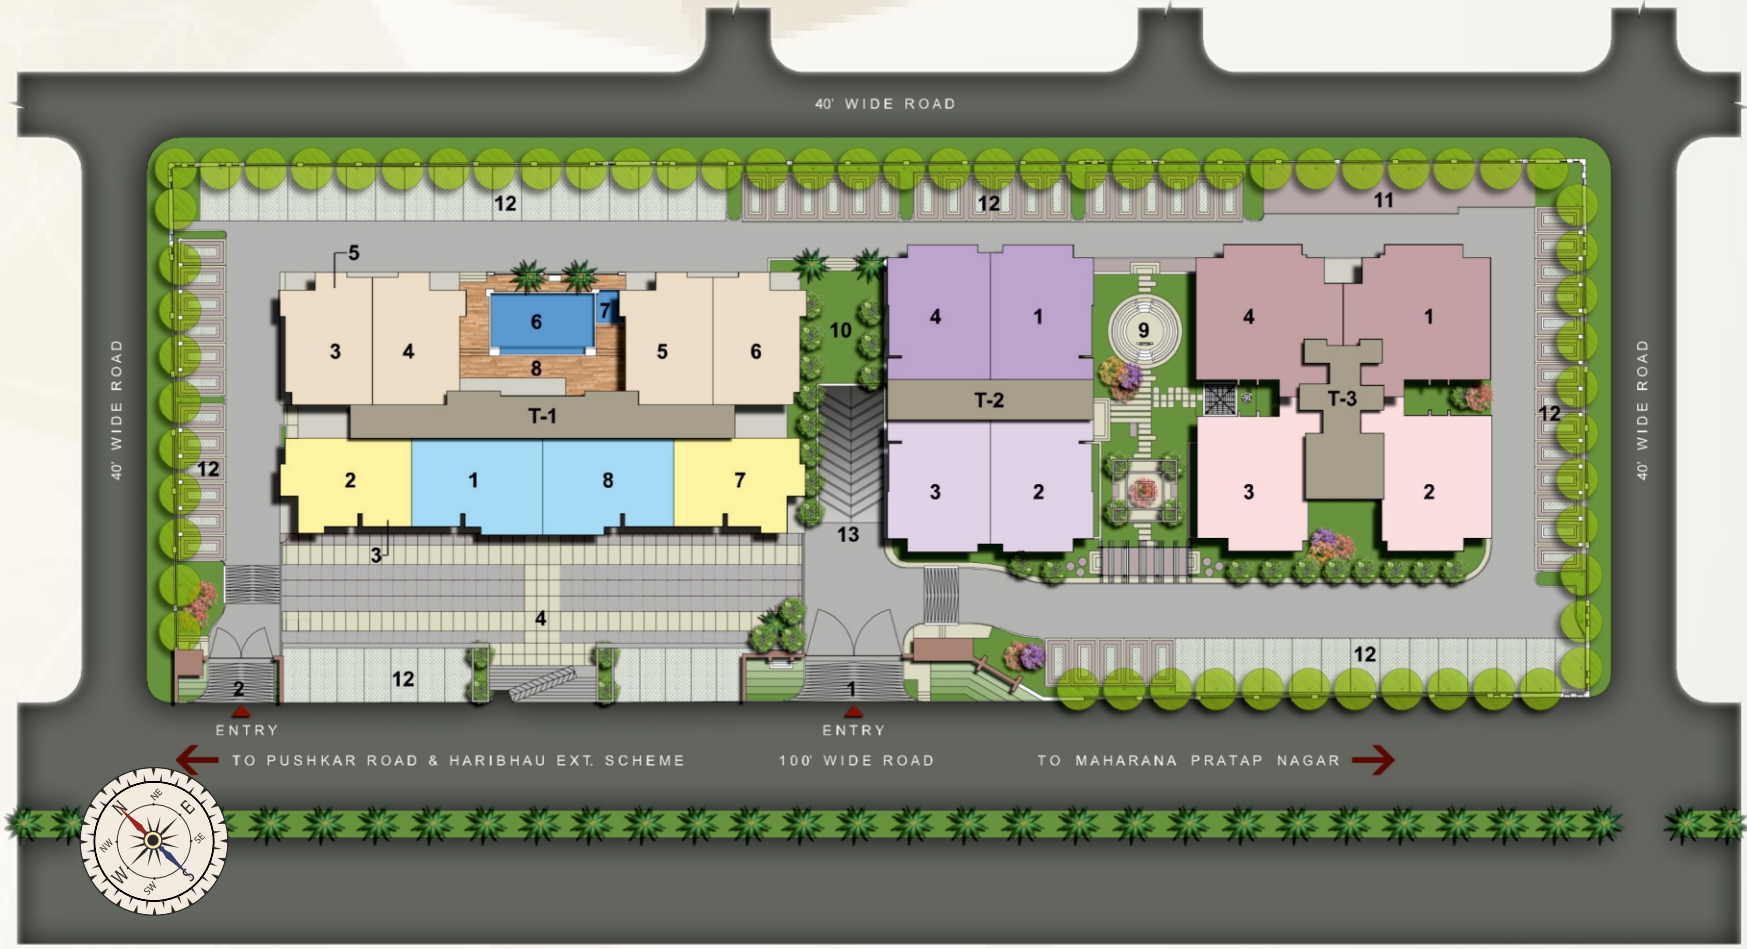 40' WIDE ROAD
12
12
11
5
3
4
6
7
8
5
6
10
4
1
9
4
1
T-1
T-2
T-3
12
12
2
1
8
7
3
2
3
2
3
13
4
12
12
2
1
40' WIDE ROAD
40' WIDE ROAD
ENTRY
ENTRY
TO PUSHKAR ROAD & HARIBHAU EXT. SCHEME
100' WIDE ROAD
TO MAHARANA PRATAP NAGAR
N
NE
E
SE
S
SW
W
NW